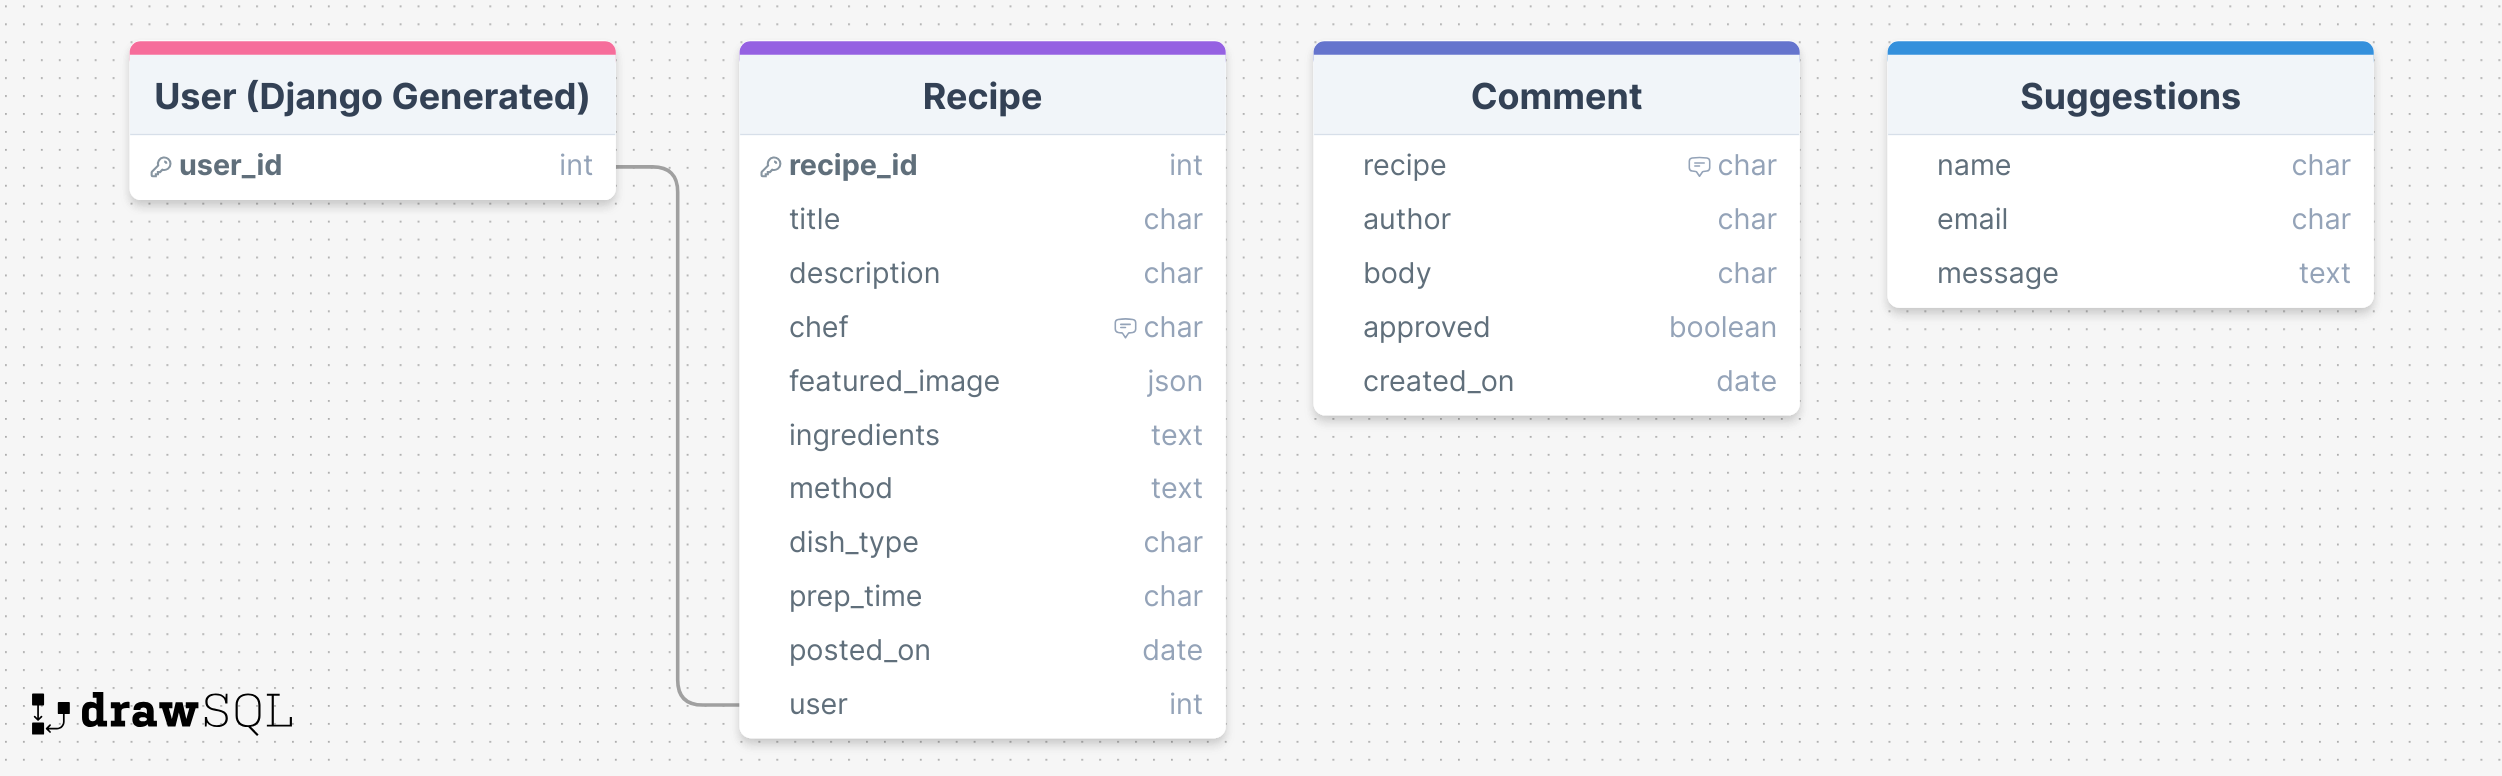 User (Django Generated)
user_id int
Recipe
recipe_id int
title char
description char
chef char
featured_image json
ingredients text
method text
dish_type char
prep_time char
posted_on date
user int
Comment
recipe char
author char
body char
approved boolean
created_on date
Suggestions
name char
email char
message text
drawSQL